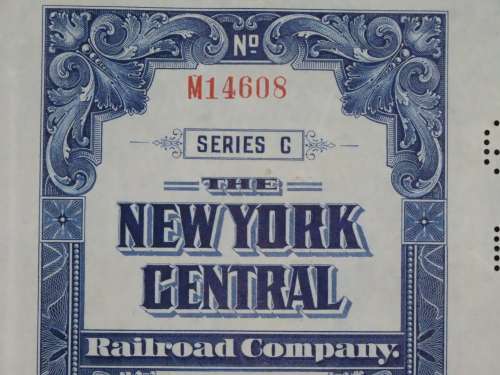 No
M14608
SERIES C
THE
NEW YORK
CENTRAL
Railroad Company.